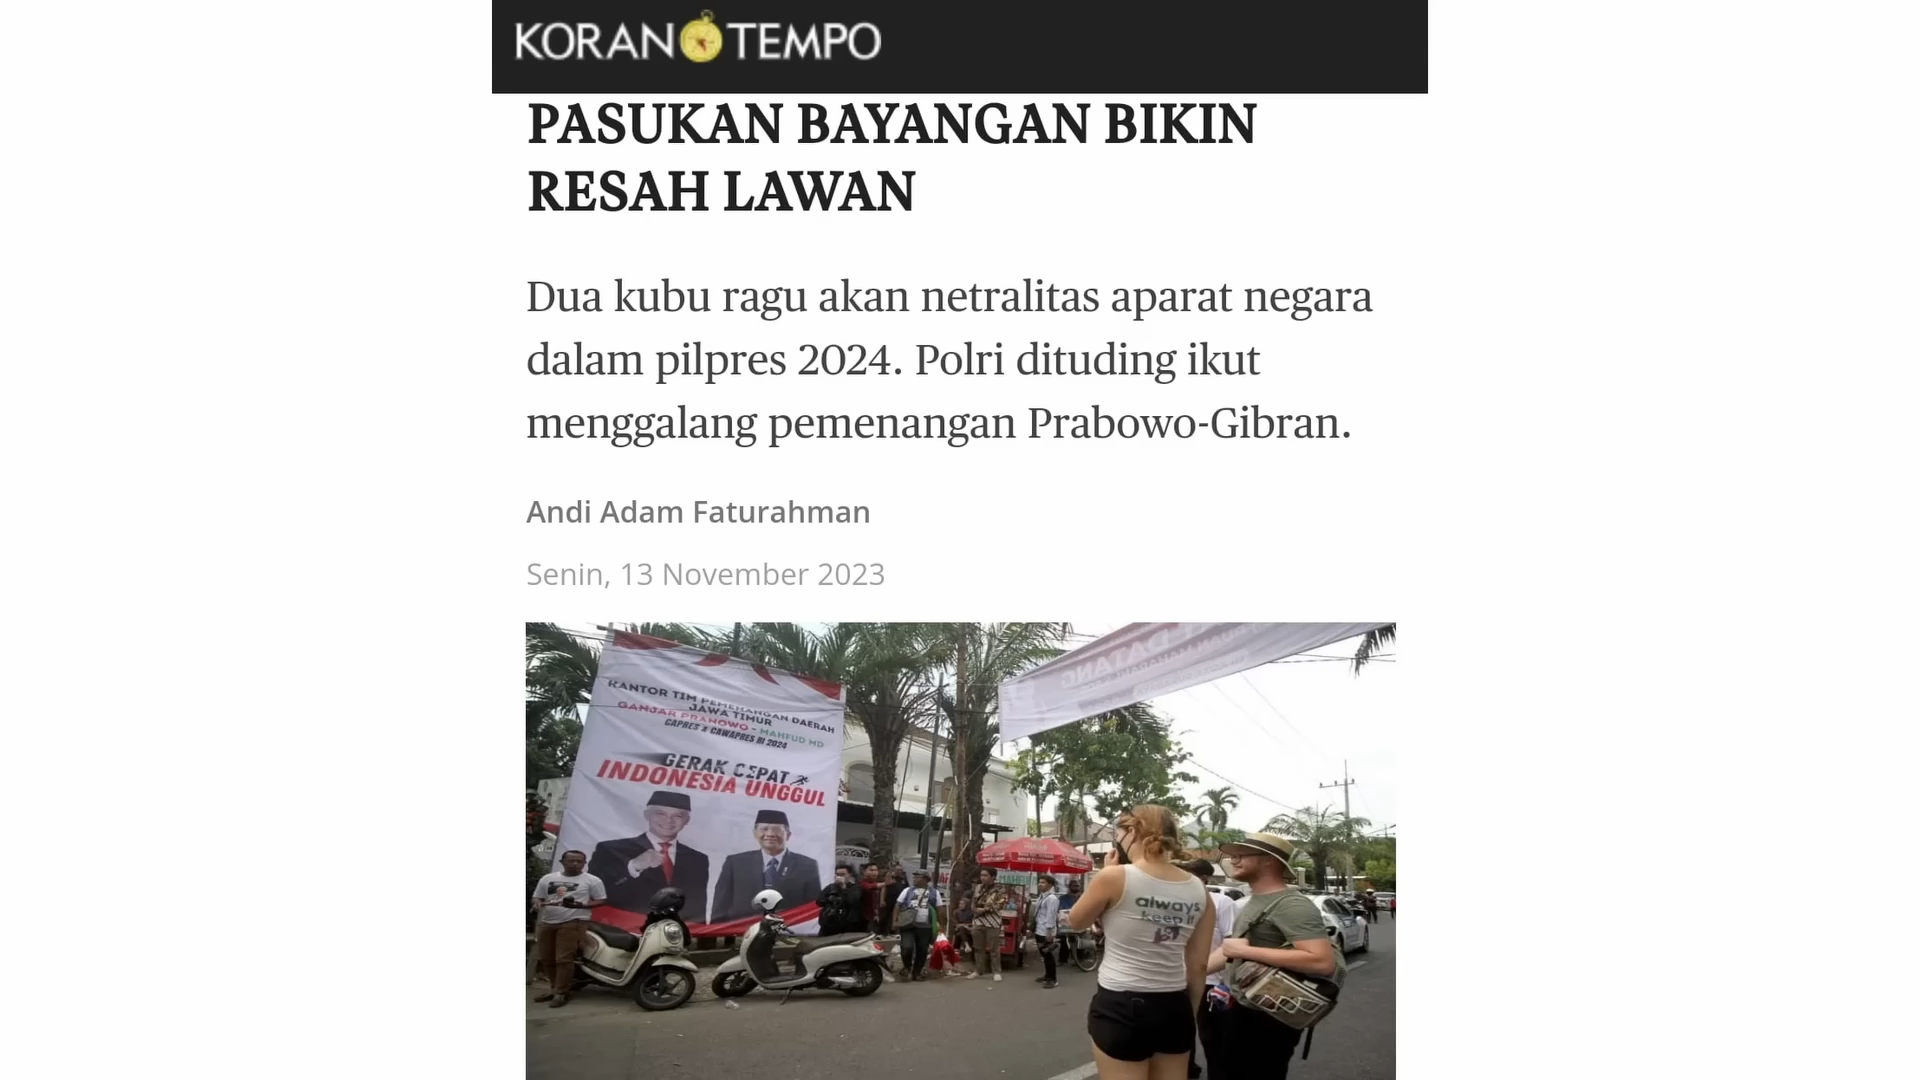 KORAN TEMPO
PASUKAN BAYANGAN BIKIN
RESAH LAWAN
Dua kubu ragu akan netralitas aparat negara
dalam pilpres 2024. Polri dituding ikut
menggalang pemenangan Prabowo-Gibran.
Andi Adam Faturahman
Senin, 13 November 2023
KANTOR TIM PEMENANGAN DAERAH
JAWA TIMUR
GANJAR PRANOWO - MAHFUD MD
CAPRES & CAWAPRES RI 2024
GERAK CEPAT
INDONESIA UNGGUL
always
keep it